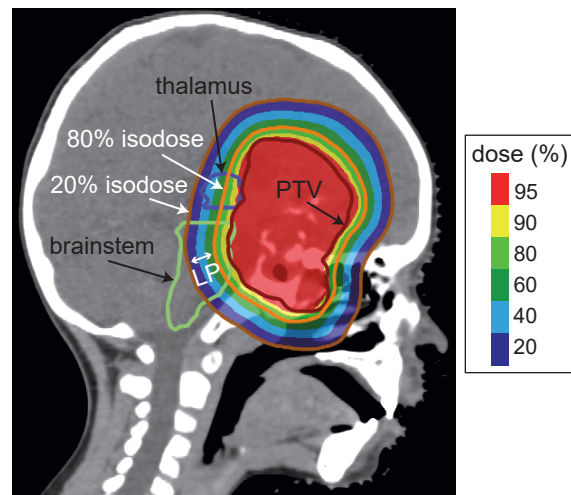 thalamus
80% isodose
20% isodose
PTV
brainstem
LP
dose (%)
95
90
80
60
40
20